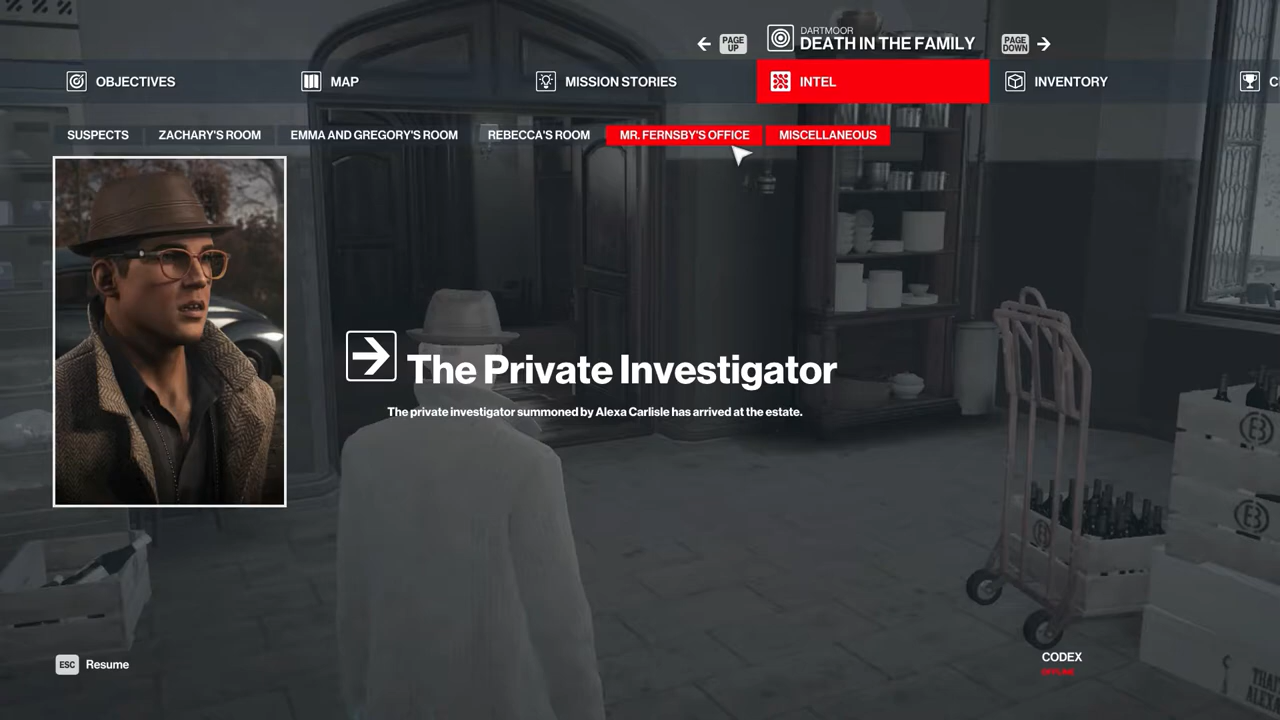 DARTMOOR
PAGE UP
DEATH IN THE FAMILY
PAGE DOWN
OBJECTIVES
MAP
MISSION STORIES
INTEL
INVENTORY
C
SUSPECTS
ZACHARY'S ROOM
EMMA AND GREGORY'S ROOM
REBECCA'S ROOM
MR. FERNSBY'S OFFICE
MISCELLANEOUS
The Private Investigator
The private investigator summoned by Alexa Carlisle has arrived at the estate.
ESC Resume
CODEX
OFFLINE